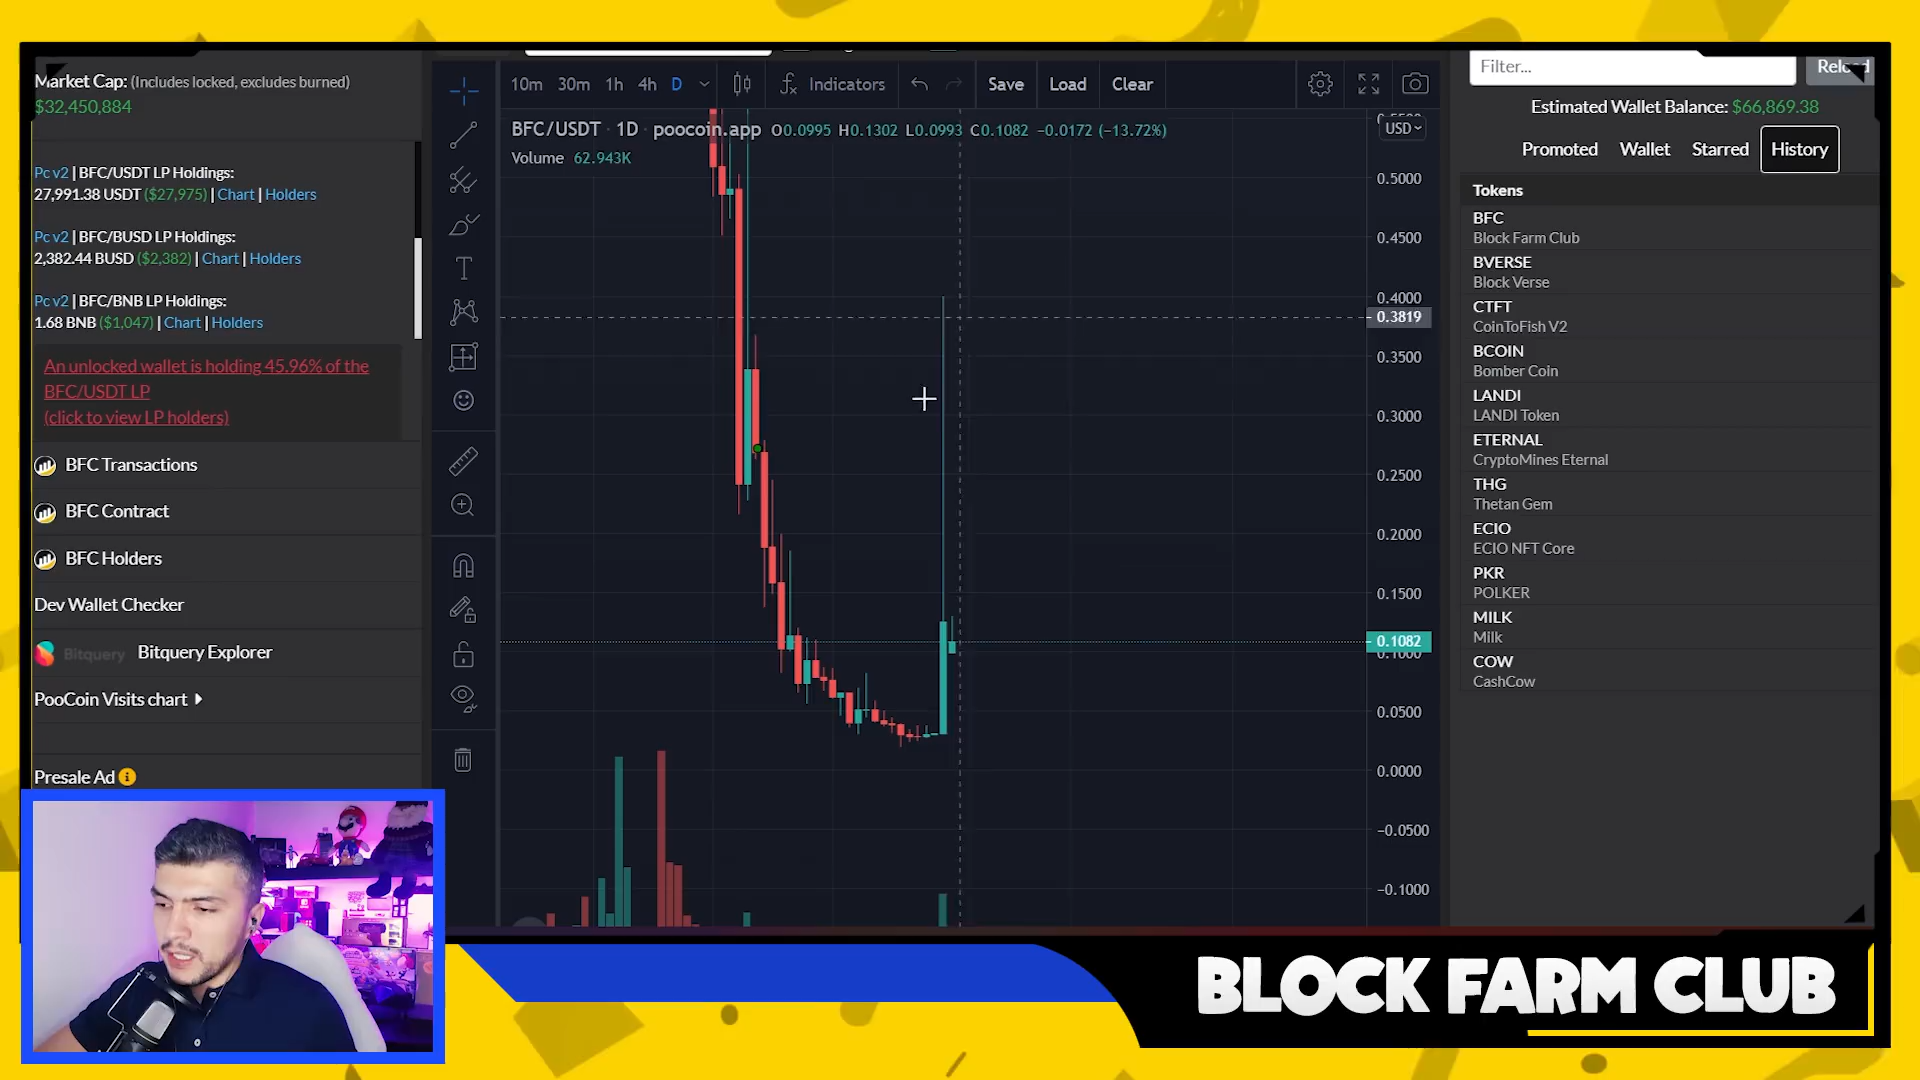 Market Cap: (Includes locked, excludes burned)
$32,450,884
Pc v2 | BFC/USDT LP Holdings:
27,991.38 USDT ($27,975) | Chart | Holders
Pc v2 | BFC/BUSD LP Holdings:
2,382.44 BUSD ($2,382) | Chart | Holders
Pc v2 | BFC/BNB LP Holdings:
1.68 BNB ($1,047) | Chart | Holders
An unlocked wallet is holding 45.96% of the
BFC/USDT LP
(click to view LP holders)
BFC Transactions
BFC Contract
BFC Holders
Dev Wallet Checker
Bitquery Bitquery Explorer
PooCoin Visits chart
Presale Ad
10m 30m 1h 4h D Indicators Save Load Clear
BFC/USDT · 1D · poocoin.app O0.0995 H0.1302 L0.0993 C0.1082 −0.0172 (−13.72%)
Volume 62.943K
USD
0.5000
0.4500
0.4000
0.3819
0.3500
0.3000
0.2500
0.2000
0.1500
0.1082
0.1000
0.0500
0.0000
−0.0500
−0.1000
Filter... Reload
Estimated Wallet Balance: $66,869.38
Promoted Wallet Starred History
Tokens
BFC
Block Farm Club
BVERSE
Block Verse
CTFT
CoinToFish V2
BCOIN
Bomber Coin
LANDI
LANDI Token
ETERNAL
CryptoMines Eternal
THG
Thetan Gem
ECIO
ECIO NFT Core
PKR
POLKER
MILK
Milk
COW
CashCow
BLOCK FARM CLUB